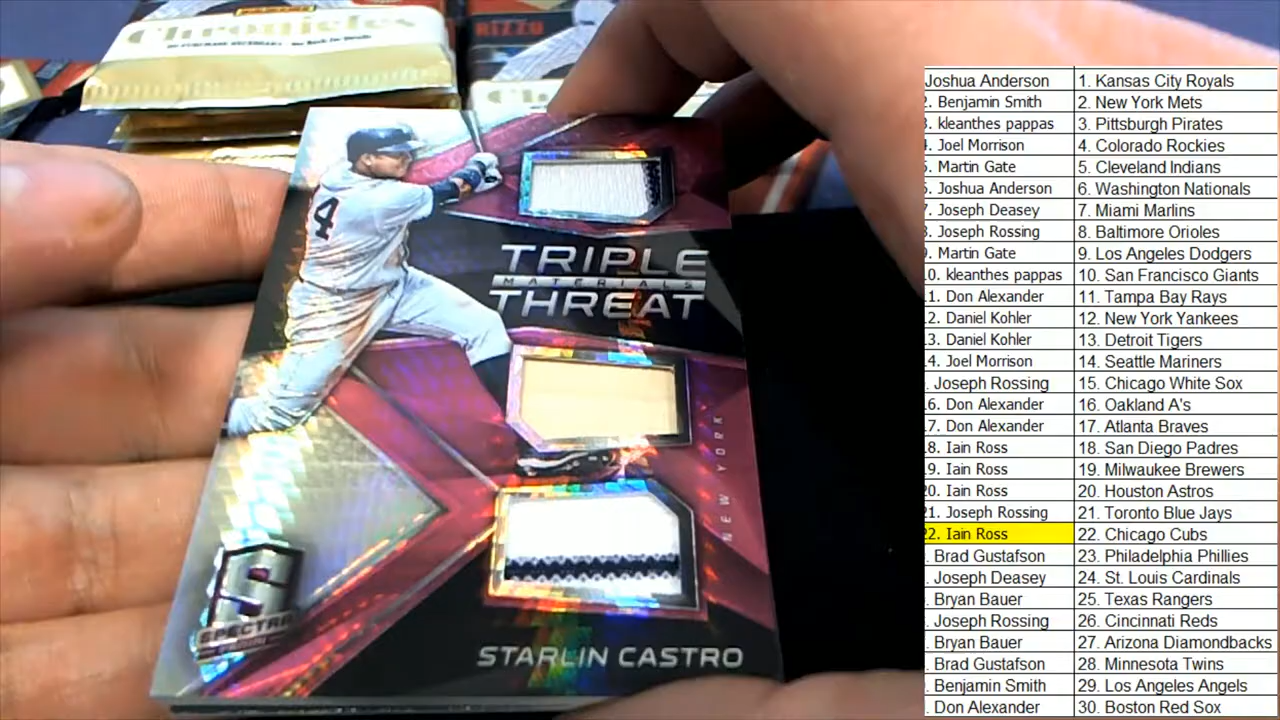 Chronicles
RIZZO
4
TRIPLE
MATERIALS
THREAT
NEW YORK
S
SPECTRA
PANINI
STARLIN CASTRO
Joshua Anderson 1. Kansas City Royals
2. Benjamin Smith 2. New York Mets
3. kleanthes pappas 3. Pittsburgh Pirates
4. Joel Morrison 4. Colorado Rockies
5. Martin Gate 5. Cleveland Indians
6. Joshua Anderson 6. Washington Nationals
7. Joseph Deasey 7. Miami Marlins
8. Joseph Rossing 8. Baltimore Orioles
9. Martin Gate 9. Los Angeles Dodgers
10. kleanthes pappas 10. San Francisco Giants
11. Don Alexander 11. Tampa Bay Rays
12. Daniel Kohler 12. New York Yankees
13. Daniel Kohler 13. Detroit Tigers
14. Joel Morrison 14. Seattle Mariners
. Joseph Rossing 15. Chicago White Sox
16. Don Alexander 16. Oakland A's
17. Don Alexander 17. Atlanta Braves
18. Iain Ross 18. San Diego Padres
19. Iain Ross 19. Milwaukee Brewers
20. Iain Ross 20. Houston Astros
21. Joseph Rossing 21. Toronto Blue Jays
22. Iain Ross 22. Chicago Cubs
. Brad Gustafson 23. Philadelphia Phillies
. Joseph Deasey 24. St. Louis Cardinals
. Bryan Bauer 25. Texas Rangers
. Joseph Rossing 26. Cincinnati Reds
. Bryan Bauer 27. Arizona Diamondbacks
. Brad Gustafson 28. Minnesota Twins
. Benjamin Smith 29. Los Angeles Angels
. Don Alexander 30. Boston Red Sox